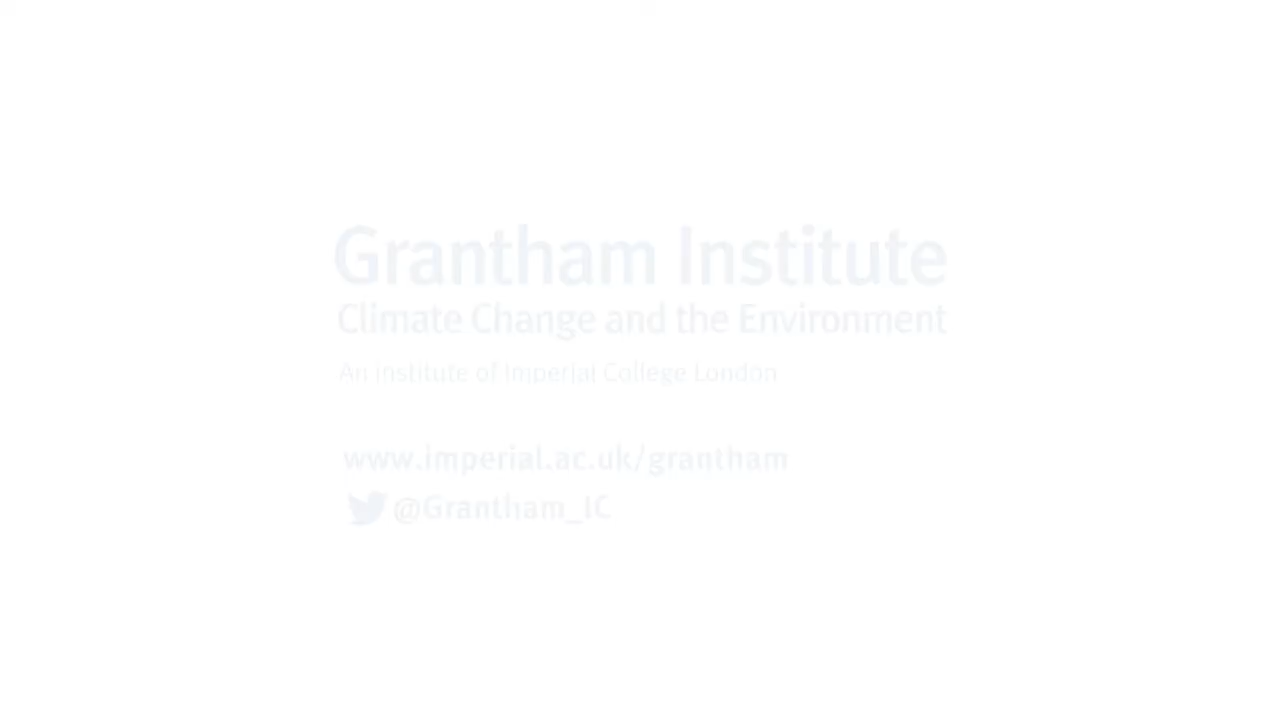 Grantham Institute
Climate Change and the Environment
An institute of Imperial College London
www.imperial.ac.uk/grantham
@Grantham_IC